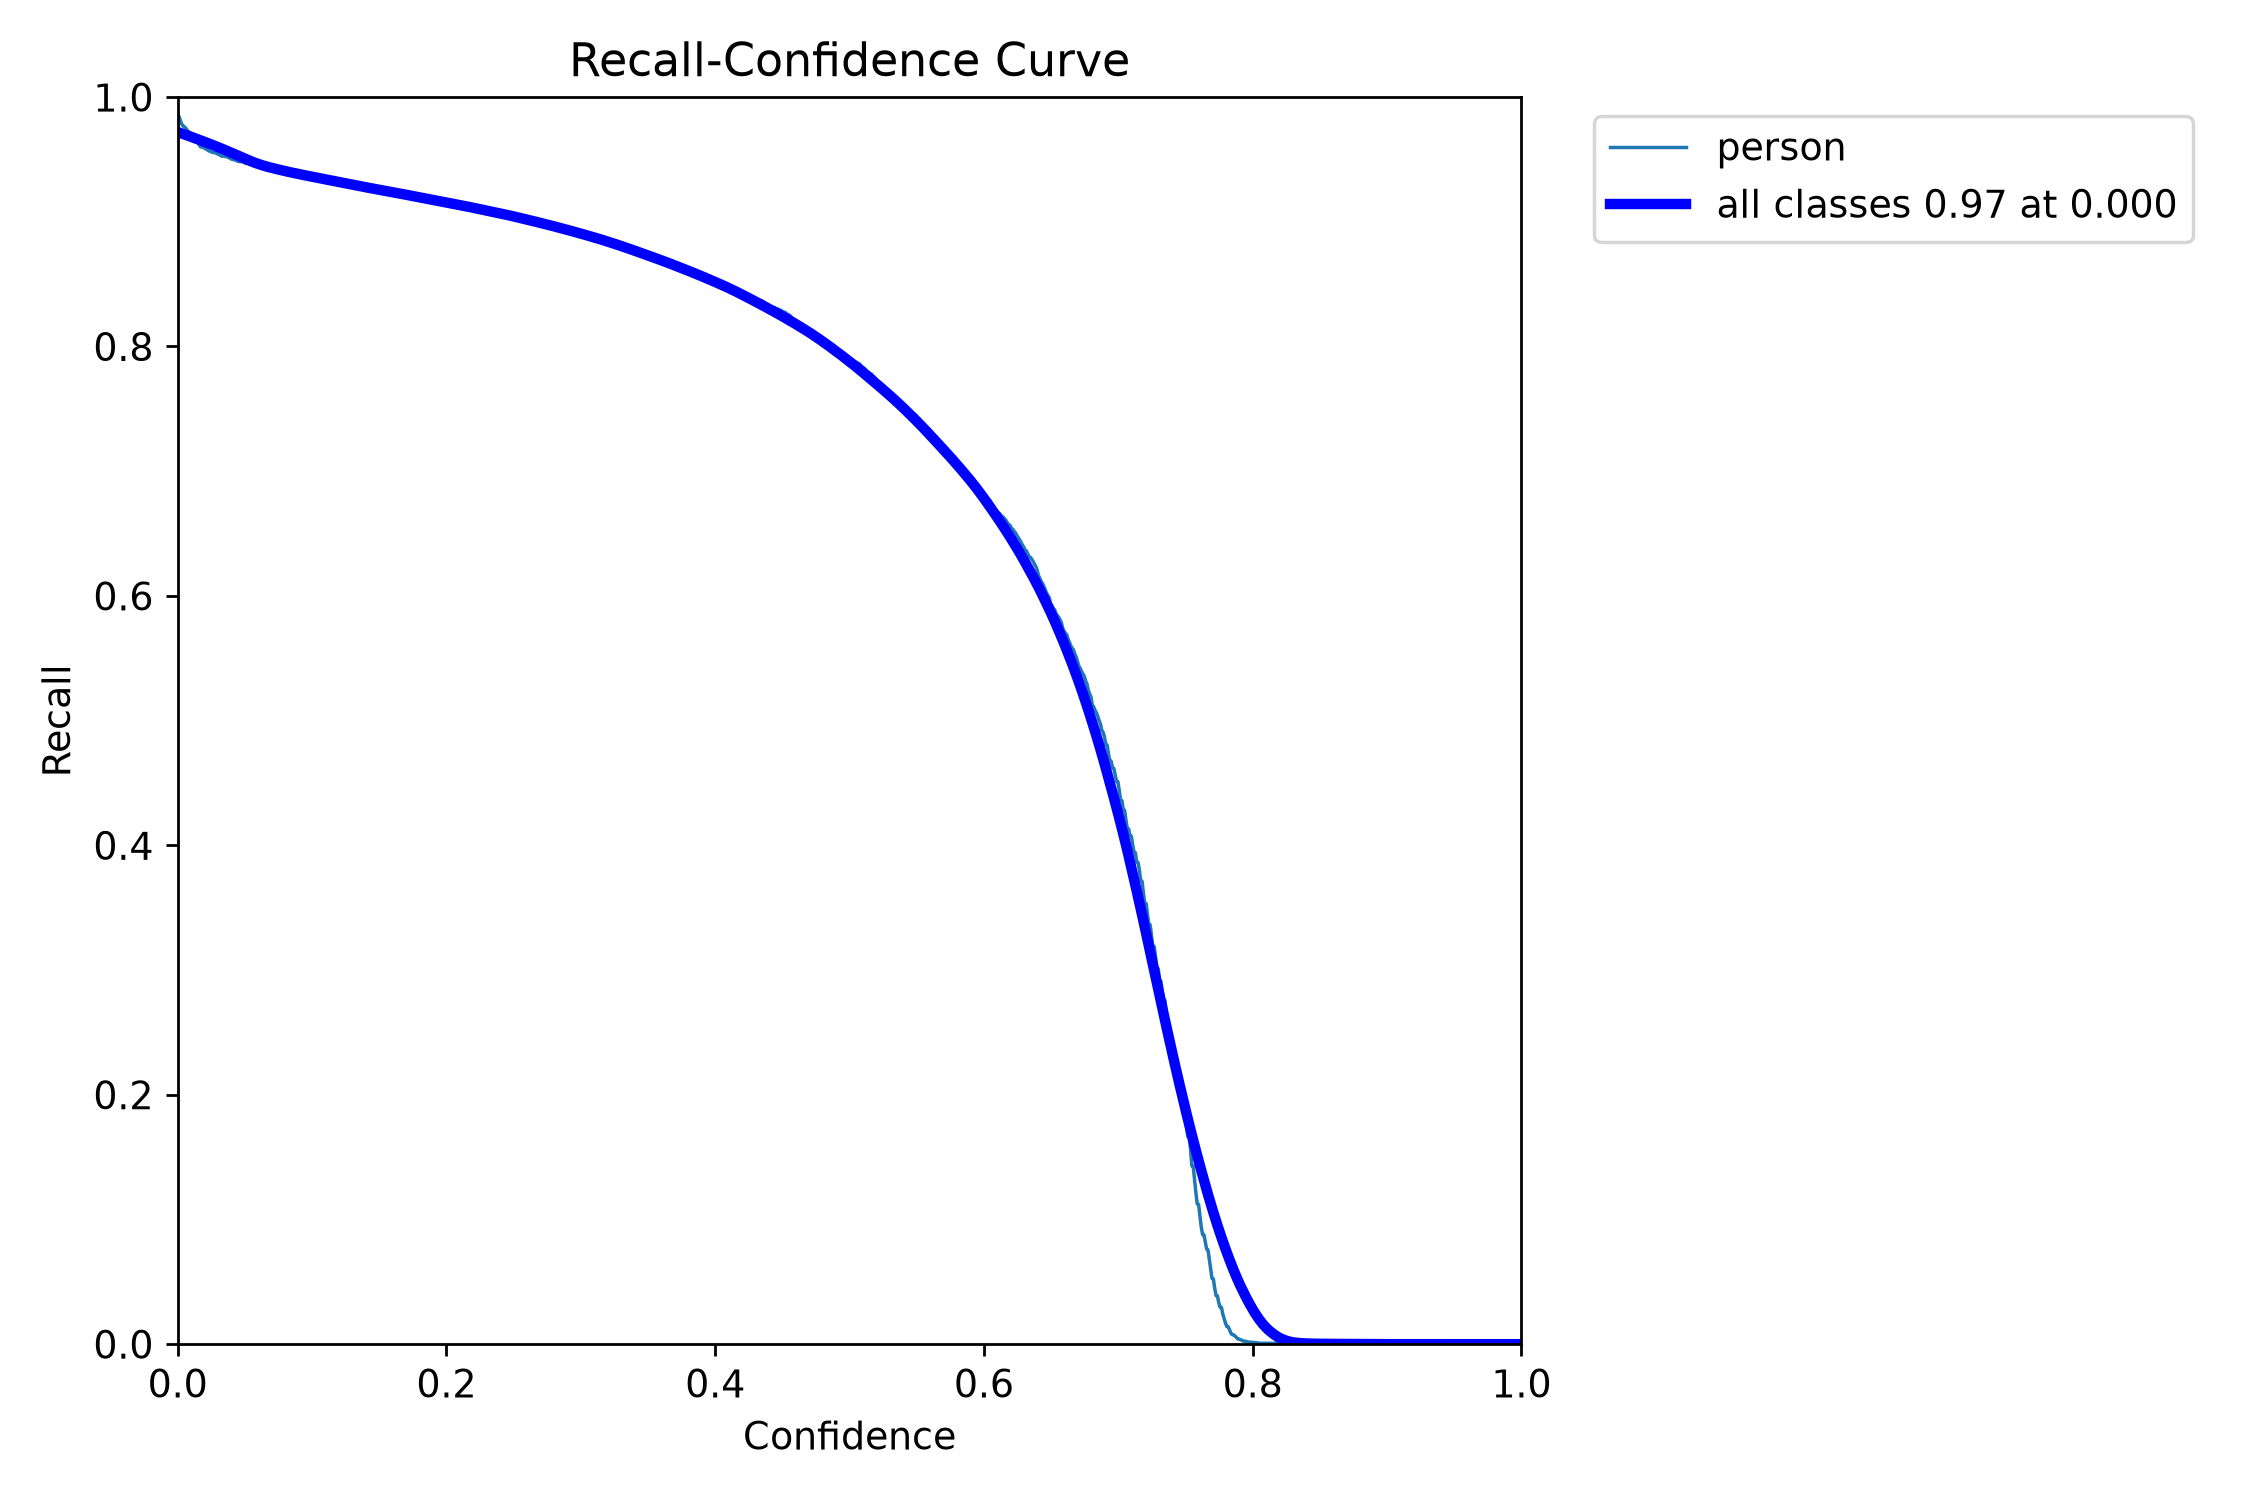 Recall-Confidence Curve
1.0
0.8
0.6
0.4
0.2
0.0
Recall
0.0 0.2 0.4 0.6 0.8 1.0
Confidence
person
all classes 0.97 at 0.000